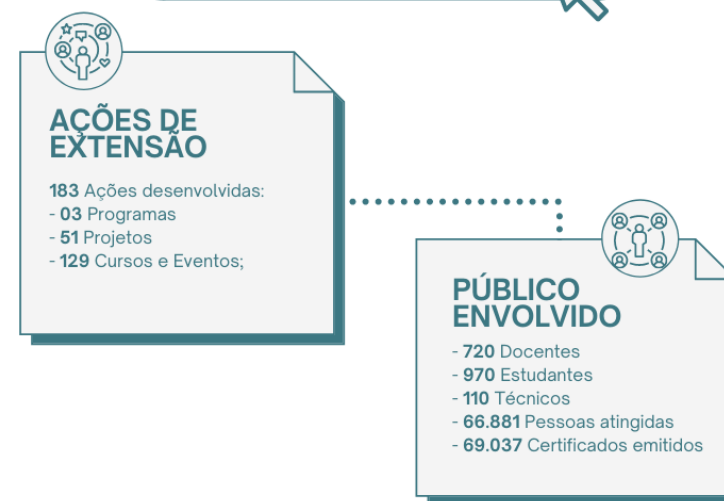 AÇÕES DE
EXTENSÃO
183 Ações desenvolvidas:
- 03 Programas
- 51 Projetos
- 129 Cursos e Eventos;
PÚBLICO
ENVOLVIDO
- 720 Docentes
- 970 Estudantes
- 110 Técnicos
- 66.881 Pessoas atingidas
- 69.037 Certificados emitidos